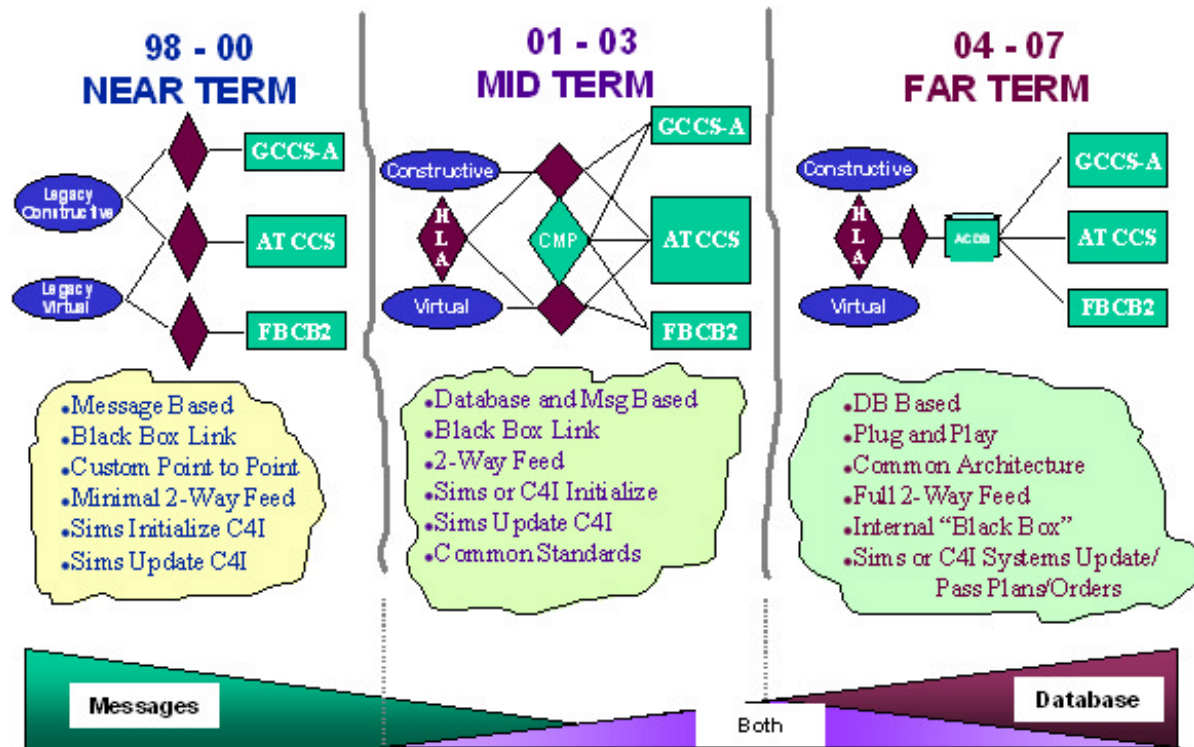 98 - 00
NEAR TERM
Legacy
Constructive
Legacy
Virtual
GCCS-A
ATCCS
FBCB2
•Message Based
•Black Box Link
•Custom Point to Point
•Minimal 2-Way Feed
•Sims Initialize C4I
•Sims Update C4I
01 - 03
MID TERM
Constructive
HLA
Virtual
CMP
GCCS-A
ATCCS
FBCB2
•Database and Msg Based
•Black Box Link
•2-Way Feed
•Sims or C4I Initialize
•Sims Update C4I
•Common Standards
04 - 07
FAR TERM
Constructive
HLA
Virtual
ACDB
GCCS-A
ATCCS
FBCB2
•DB Based
•Plug and Play
•Common Architecture
•Full 2-Way Feed
•Internal “Black Box”
•Sims or C4I Systems Update/
Pass Plans/Orders
Messages
Both
Database